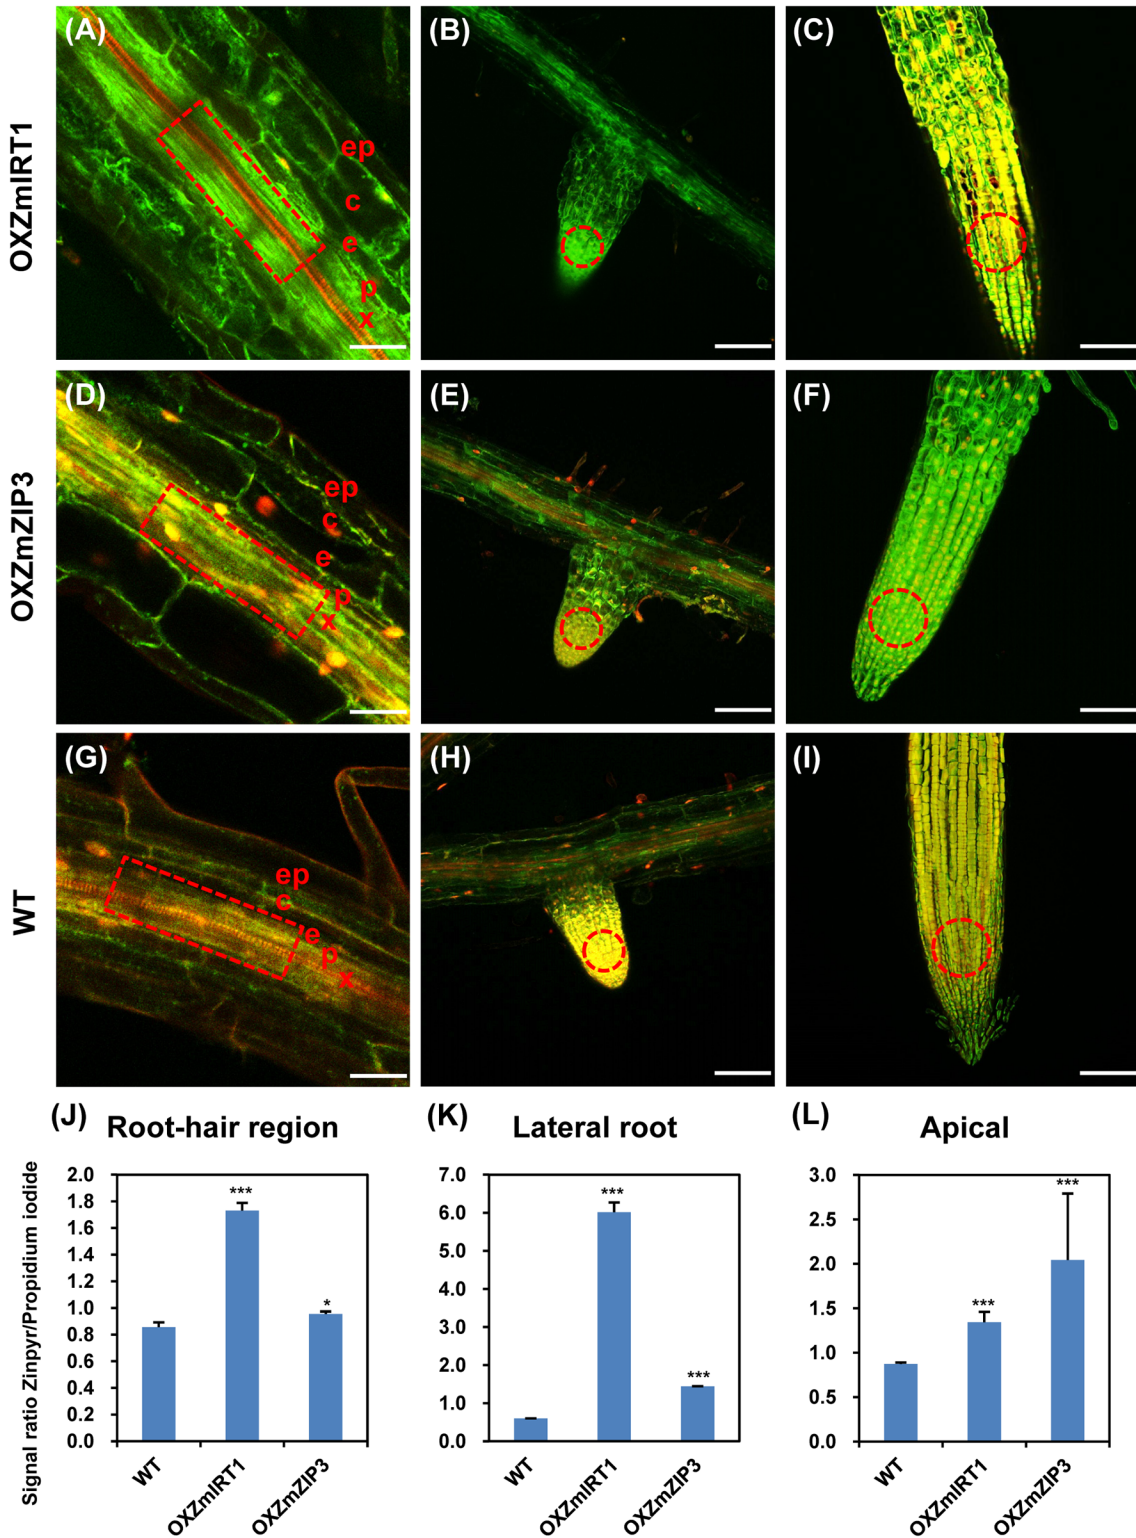 (A)
(B)
(C)
OXZmIRT1
ep
c
e
p
x
(D)
(E)
(F)
OXZmZIP3
ep
c
e
p
x
(G)
(H)
(I)
WT
ep
c
e
p
x
(J) Root-hair region
(K) Lateral root
(L) Apical
Signal ratio Zinpyr/Propidium iodide
2.0
1.8
1.6
1.4
1.2
1.0
0.8
0.6
0.4
0.2
0.0
***
*
WT
OXZmIRT1
OXZmZIP3
7.0
6.0
5.0
4.0
3.0
2.0
1.0
0.0
***
***
WT
OXZmIRT1
OXZmZIP3
3.0
2.5
2.0
1.5
1.0
0.5
0.0
***
***
WT
OXZmIRT1
OXZmZIP3